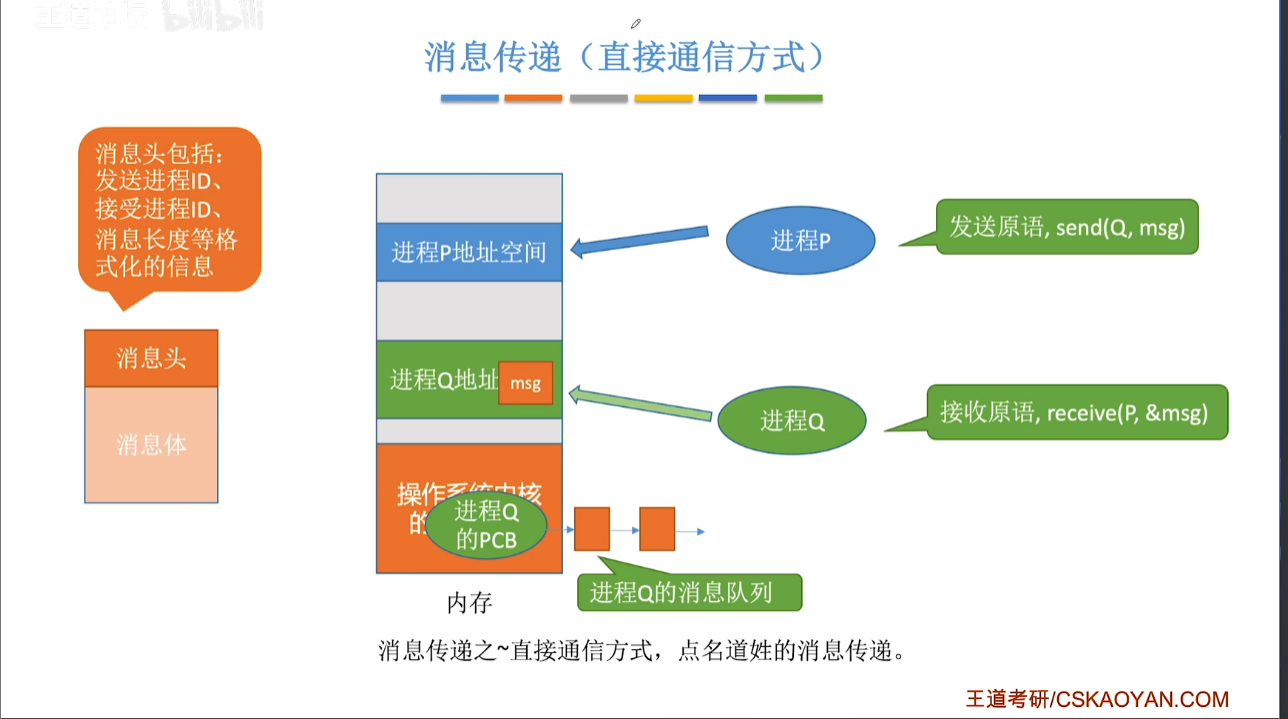 王道论坛 bilibili
消息传递（直接通信方式）
消息头包括：
发送进程ID、
接受进程ID、
消息长度等格
式化的信息
消息头
消息体
进程P地址空间
进程Q地址
msg
操作系统内核
的
进程Q
的PCB
内存
进程P
发送原语, send(Q, msg)
进程Q
接收原语, receive(P, &msg)
进程Q的消息队列
消息传递之~直接通信方式，点名道姓的消息传递。
王道考研/CSKAOYAN.COM